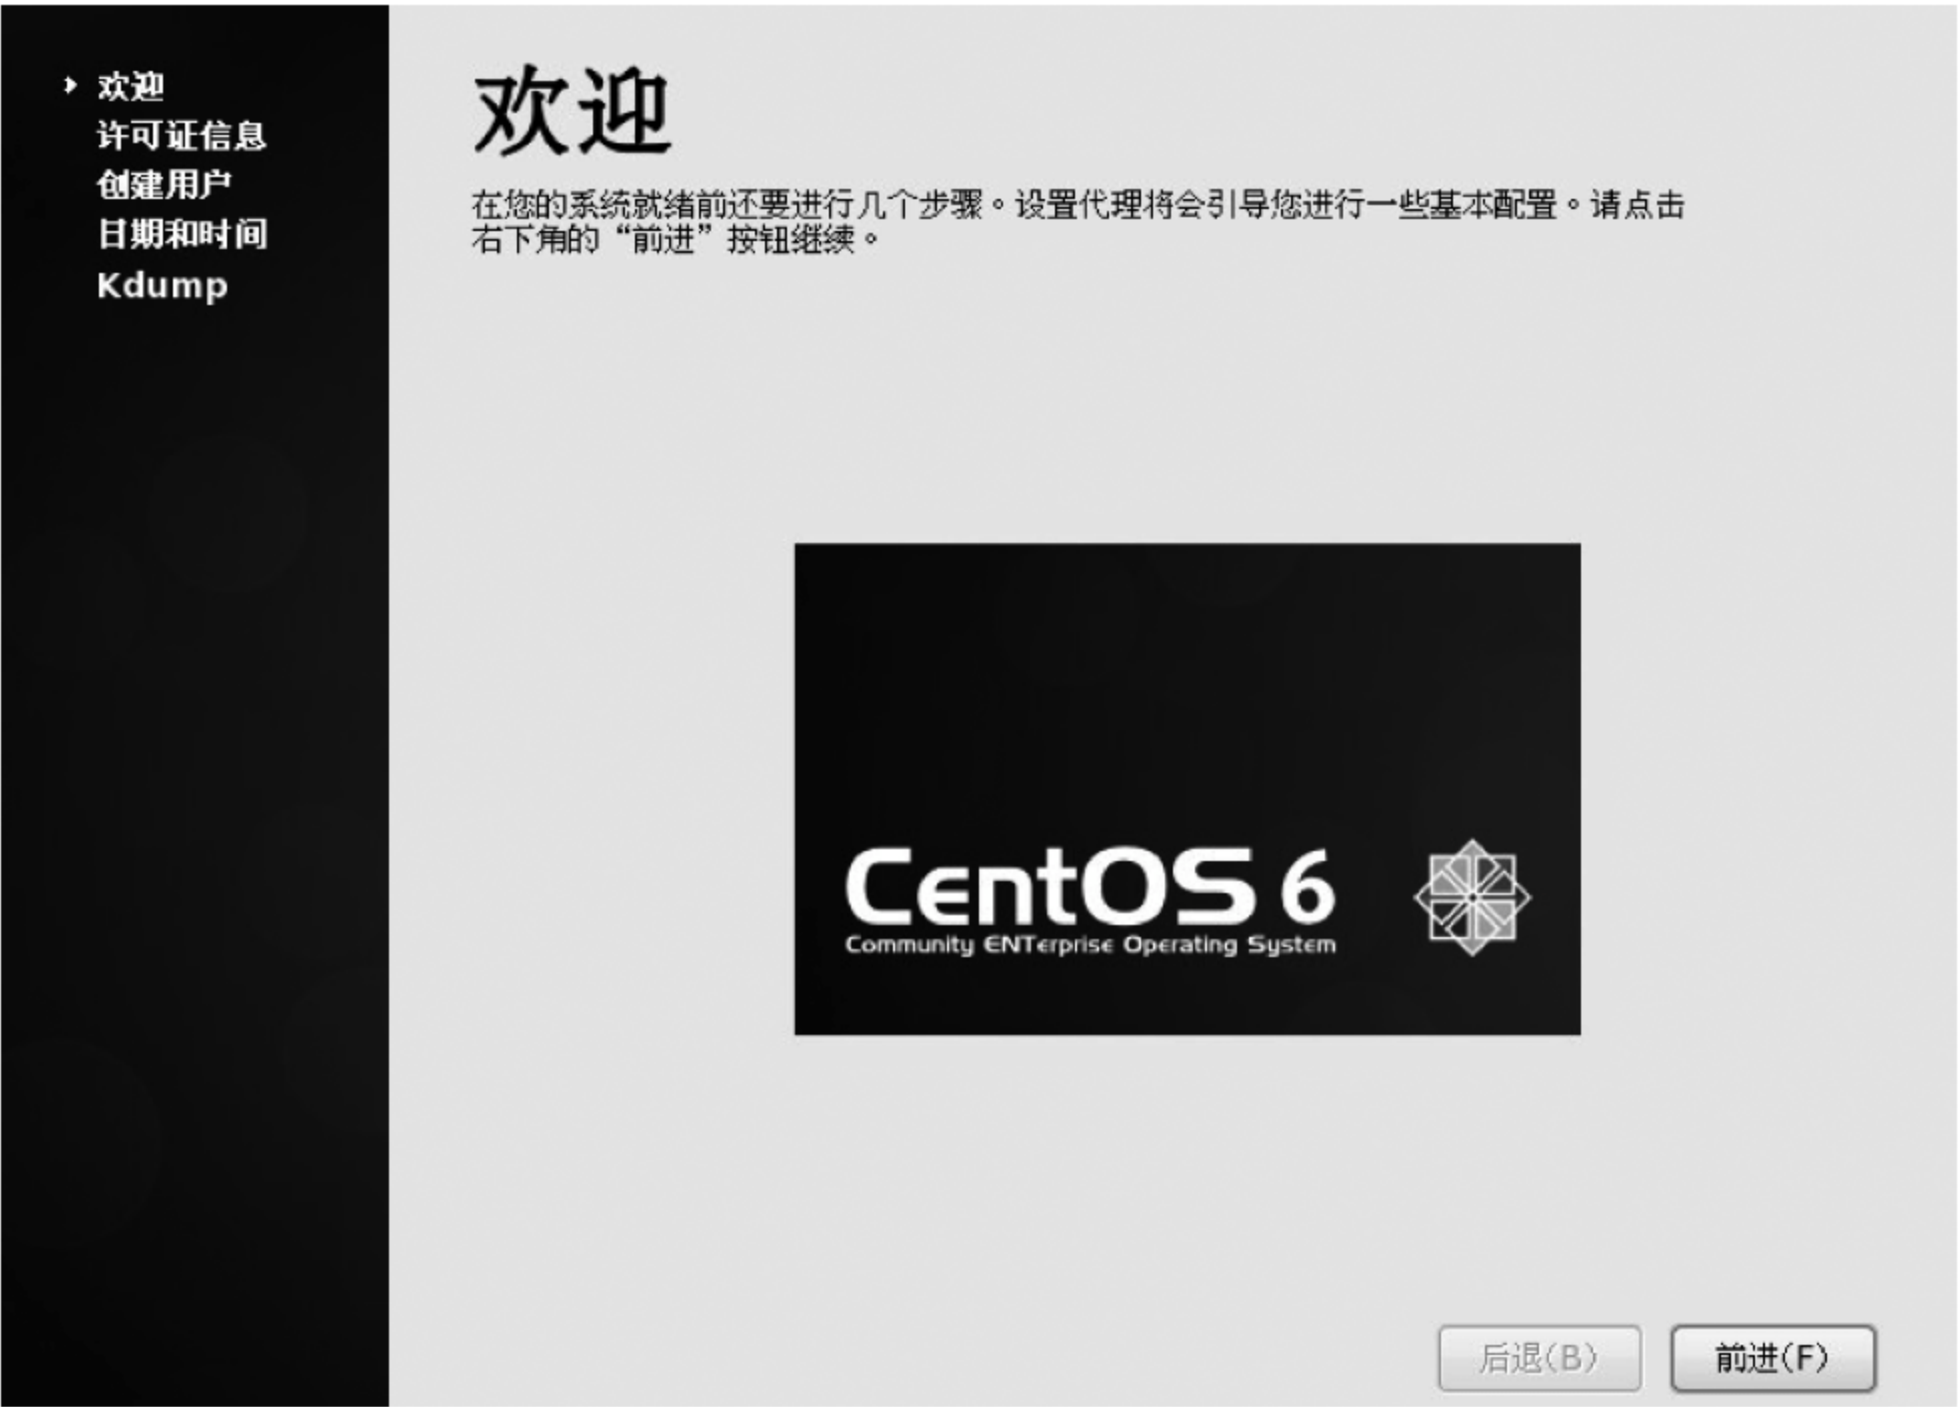 欢迎
许可证信息
创建用户
日期和时间
Kdump
欢迎
在您的系统就绪前还要进行几个步骤。设置代理将会引导您进行一些基本配置。请点击
右下角的“前进”按钮继续。
CentOS 6
Community ENTerprise Operating System
后退(B)
前进(F)